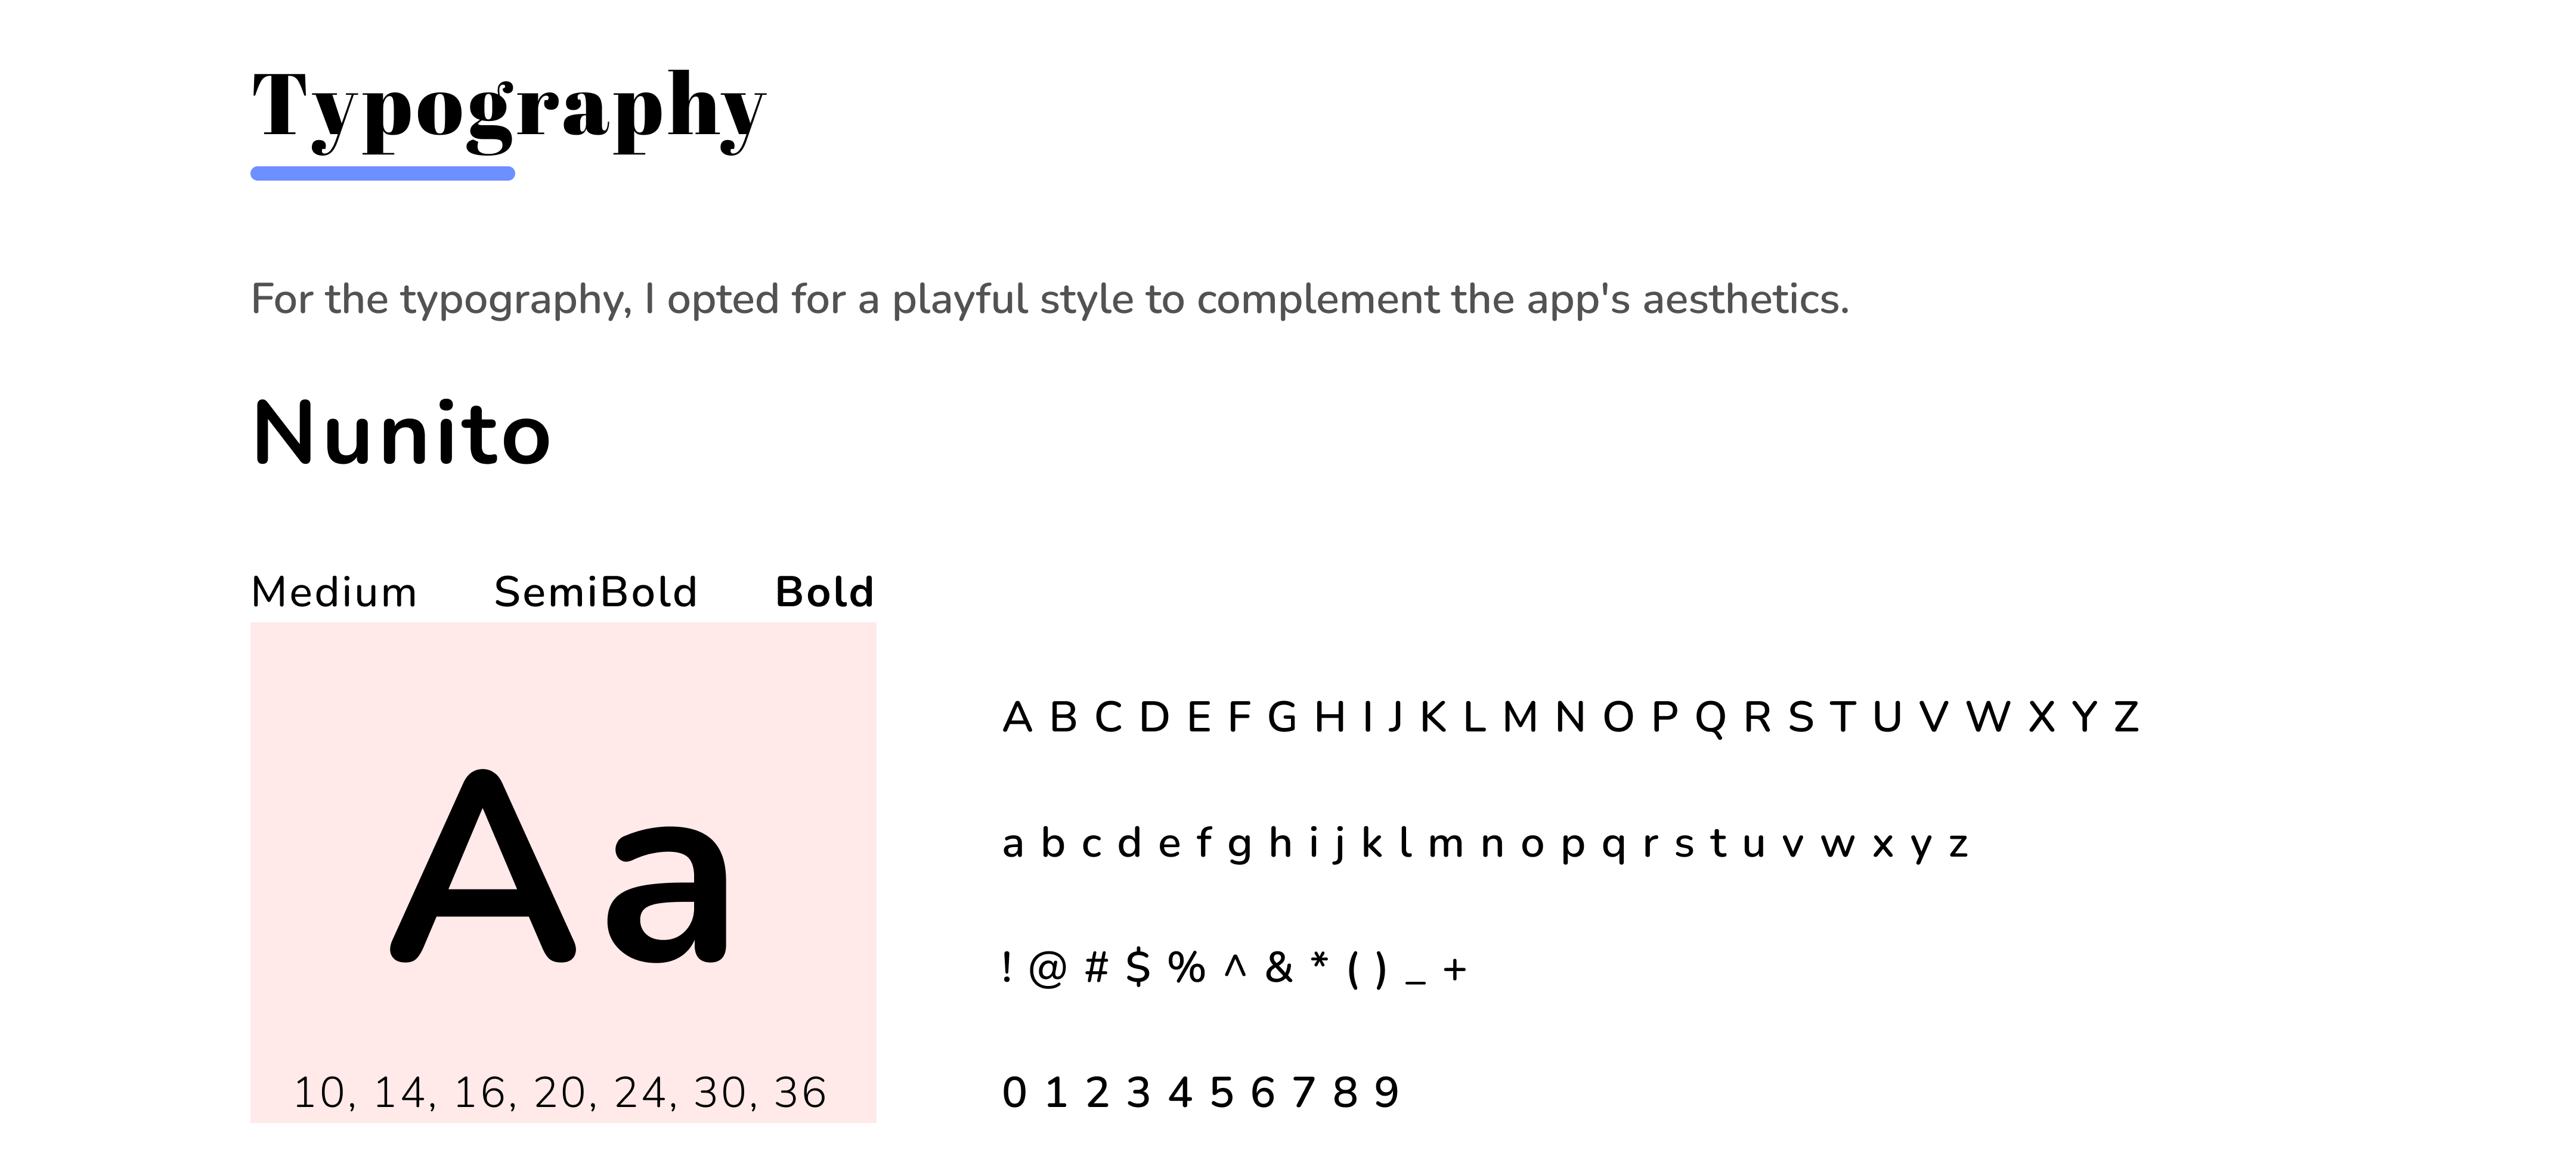 Typography
For the typography, I opted for a playful style to complement the app's aesthetics.
Nunito
Medium SemiBold Bold
Aa
10, 14, 16, 20, 24, 30, 36
A B C D E F G H I J K L M N O P Q R S T U V W X Y Z
a b c d e f g h i j k l m n o p q r s t u v w x y z
! @ # $ % ^ & * ( ) _ +
0 1 2 3 4 5 6 7 8 9